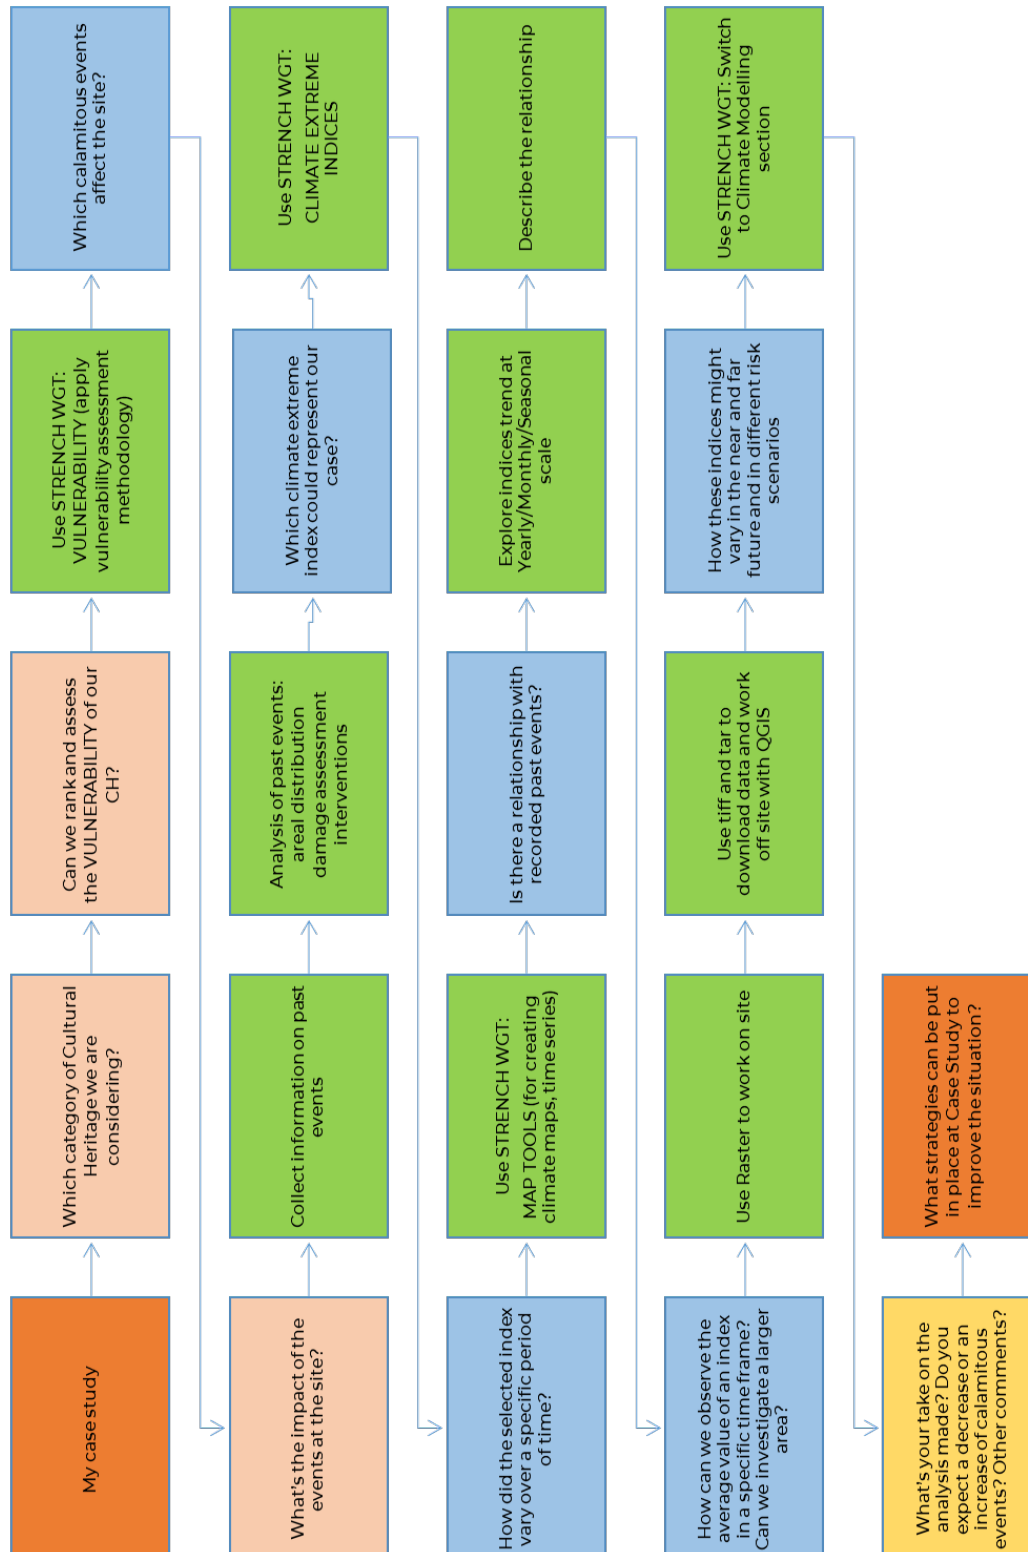 My case study
Which category of Cultural
Heritage we are
considering?
Can we rank and assess
the VULNERABILITY of our
CH?
Use STRENCH WGT:
VULNERABILITY (apply
vulnerability assessment
methodology)
Which calamitous events
affect the site?
What's the impact of the
events at the site?
Collect information on past
events
Analysis of past events:
areal distribution
damage assessment
interventions
Which climate extreme
index could represent our
case?
Use STRENCH WGT:
CLIMATE EXTREME
INDICES
How did the selected index
vary over a specific period
of time?
Use STRENCH WGT:
MAP TOOLS (for creating
climate maps, time series)
Is there a relationship with
recorded past events?
Explore indices trend at
Yearly/Monthly/Seasonal
scale
Describe the relationship
How can we observe the
average value of an index
in a specific time frame?
Can we investigate a larger
area?
Use Raster to work on site
Use tiff and tar to
download data and work
off site with QGIS
How these indices might
vary in the near and far
future and in different risk
scenarios
Use STRENCH WGT: Switch
to Climate Modelling
section
What's your take on the
analysis made? Do you
expect a decrease or an
increase of calamitous
events? Other comments?
What strategies can be put
in place at Case Study to
improve the situation?